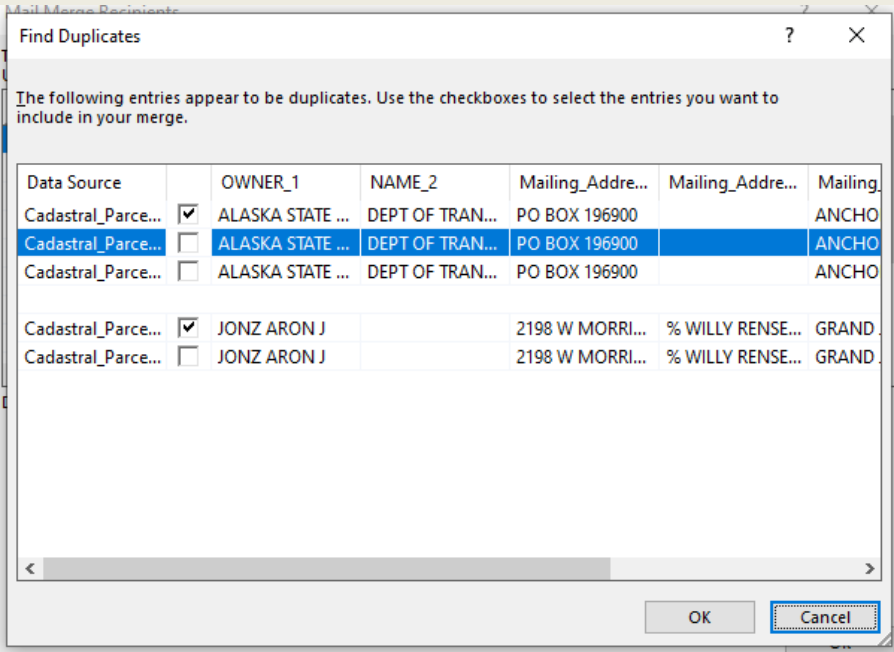 Mail Merge Recipients ? X
Find Duplicates ? X
The following entries appear to be duplicates. Use the checkboxes to select the entries you want to
include in your merge.
Data Source OWNER_1 NAME_2 Mailing_Addre... Mailing_Addre... Mailing_
Cadastral_Parce... ALASKA STATE ... DEPT OF TRAN... PO BOX 196900 ANCHO
Cadastral_Parce... ALASKA STATE ... DEPT OF TRAN... PO BOX 196900 ANCHO
Cadastral_Parce... ALASKA STATE ... DEPT OF TRAN... PO BOX 196900 ANCHO
Cadastral_Parce... JONZ ARON J 2198 W MORRI... % WILLY RENSE... GRAND
Cadastral_Parce... JONZ ARON J 2198 W MORRI... % WILLY RENSE... GRAND
OK Cancel